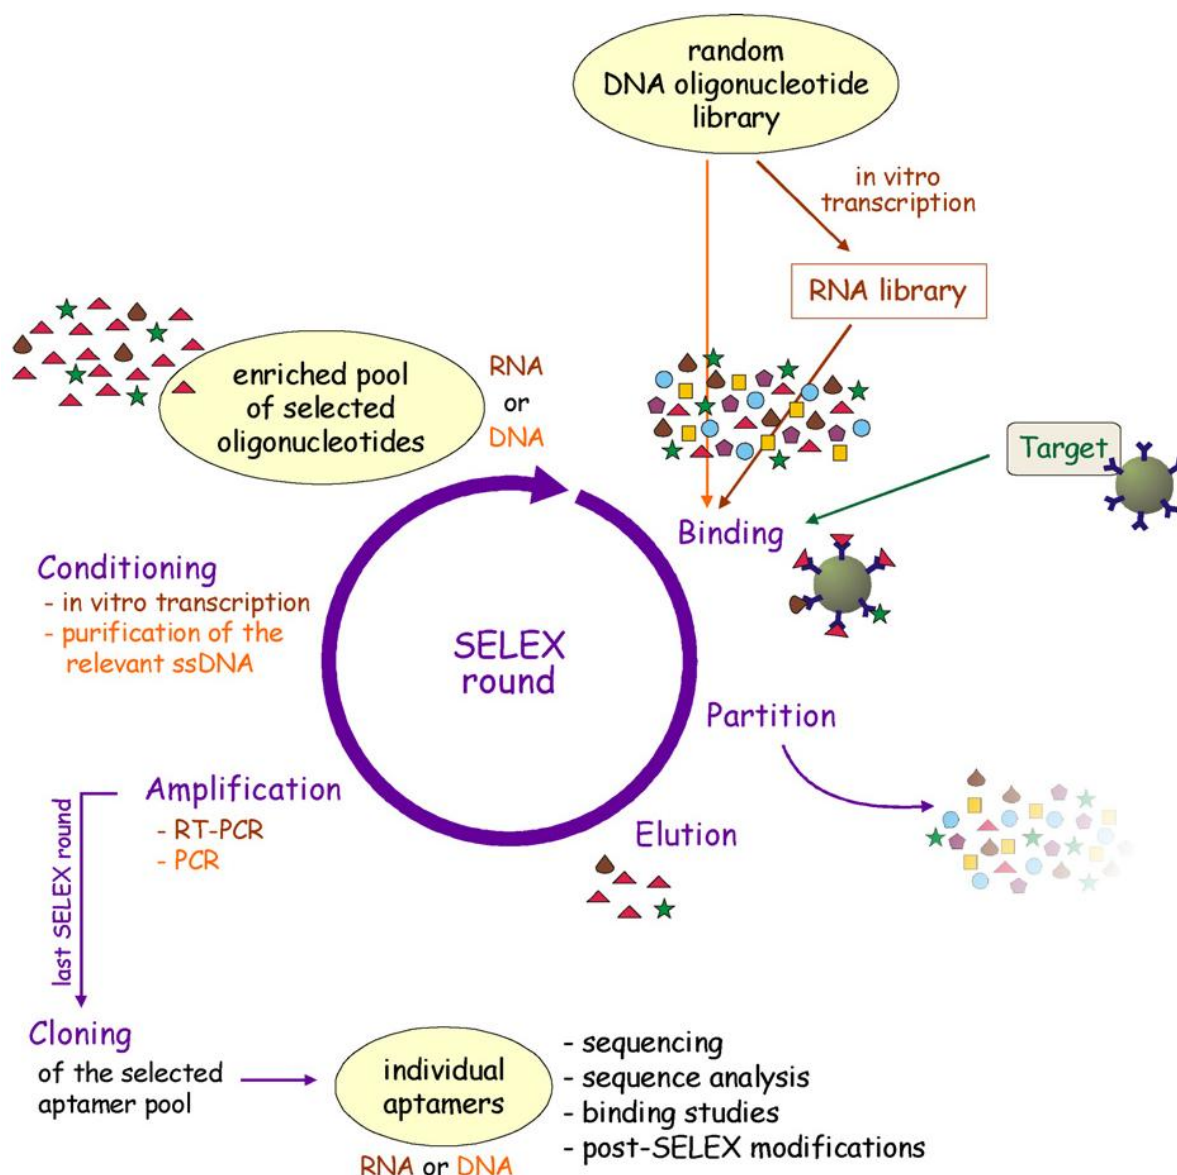 random
DNA oligonucleotide
library
in vitro
transcription
RNA library
enriched pool
of selected
oligonucleotides
RNA
or
DNA
Target
Binding
Conditioning
- in vitro transcription
- purification of the
relevant ssDNA
SELEX
round
Partition
Amplification
- RT-PCR
- PCR
Elution
last SELEX round
Cloning
of the selected
aptamer pool
individual
aptamers
RNA or DNA
- sequencing
- sequence analysis
- binding studies
- post-SELEX modifications